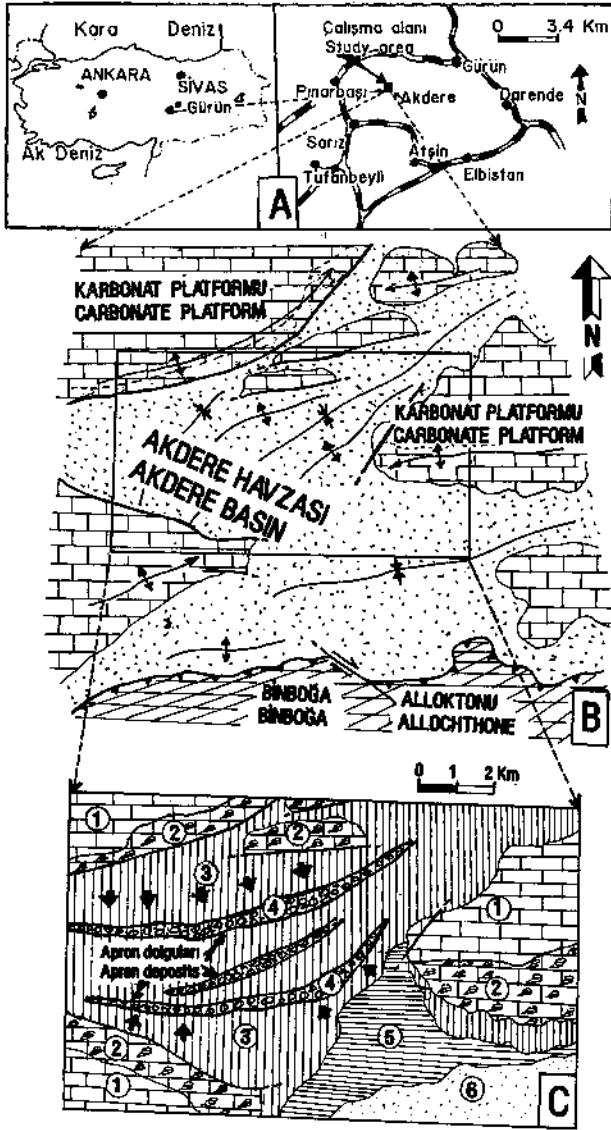 Kara Deniz
ANKARA
SİVAS
Gürün
Ak Deniz
A
Çalışma alanı
Study area
0 3.4 Km
Pınarbaşı
Gürün
Akdere
Darende
N
Sarız
Afşin
Tufanbeyli
Elbistan
KARBONAT PLATFORMU
CARBONATE PLATFORM
N
KARBONAT PLATFORMU
CARBONATE PLATFORM
AKDERE HAVZASI
AKDERE BASIN
BİNBOĞA ALLOKTONU
BINBOĞA ALLOCHTHONE
B
0 1 2 Km
1
2
2
3
4
1
Apron dolguları
Apron deposits
4
2
3
5
2
1
6
C